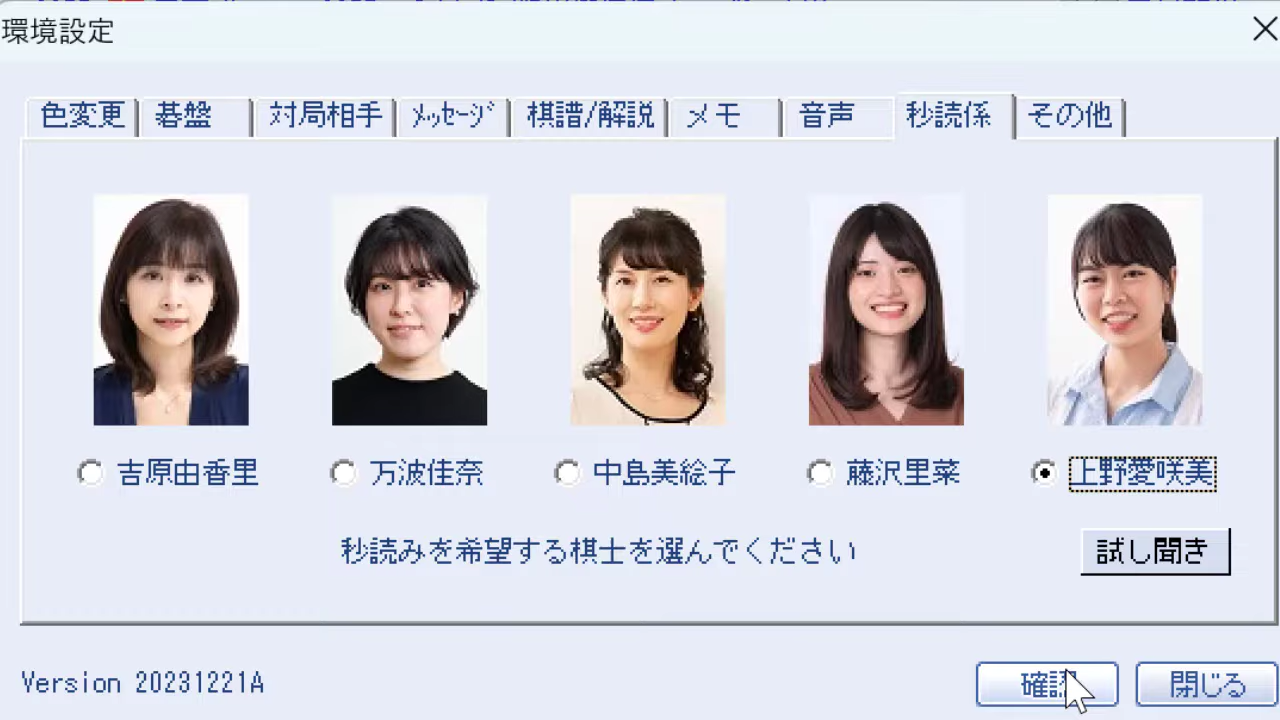 環境設定
色変更 碁盤 対局相手 ﾒｯｾｰｼﾞ 棋譜/解説 メモ 音声 秒読係 その他
吉原由香里 万波佳奈 中島美絵子 藤沢里菜 上野愛咲美
秒読みを希望する棋士を選んでください 試し聞き
Version 20231221A 確認 閉じる